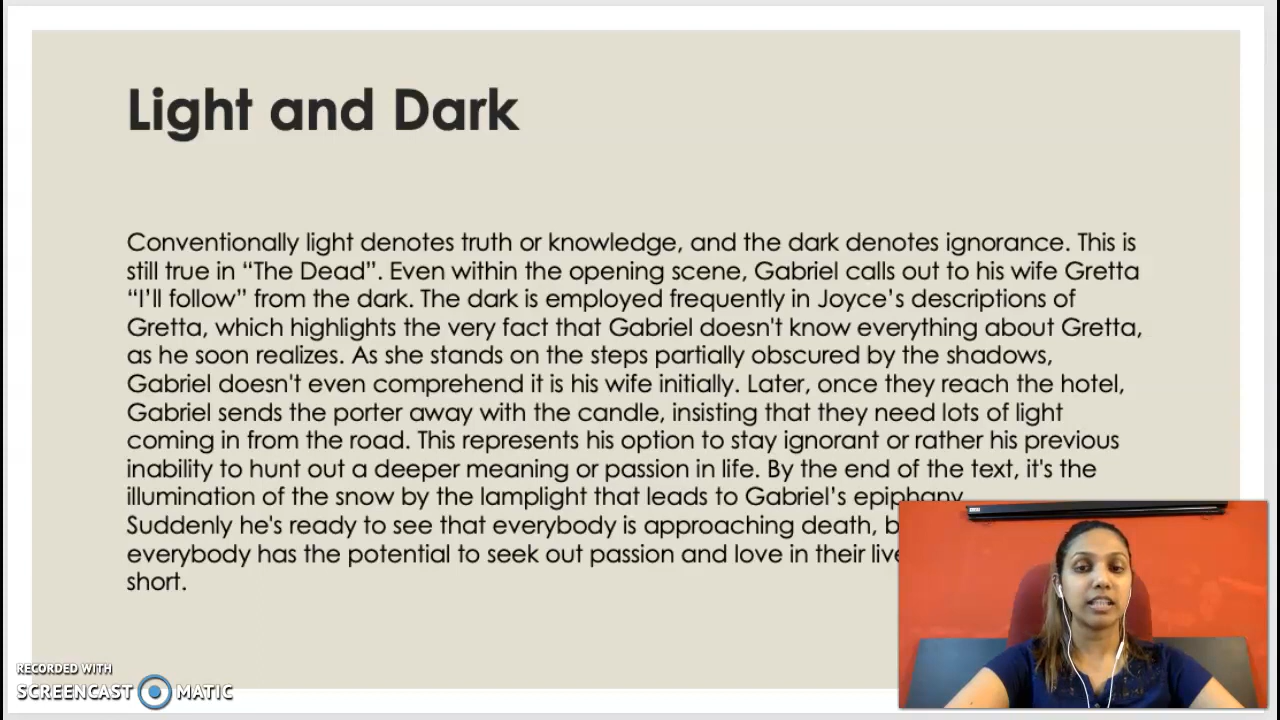 Light and Dark
Conventionally light denotes truth or knowledge, and the dark denotes ignorance. This is
still true in “The Dead”. Even within the opening scene, Gabriel calls out to his wife Gretta
“I’ll follow” from the dark. The dark is employed frequently in Joyce’s descriptions of
Gretta, which highlights the very fact that Gabriel doesn't know everything about Gretta,
as he soon realizes. As she stands on the steps partially obscured by the shadows,
Gabriel doesn't even comprehend it is his wife initially. Later, once they reach the hotel,
Gabriel sends the porter away with the candle, insisting that they need lots of light
coming in from the road. This represents his option to stay ignorant or rather his previous
inability to hunt out a deeper meaning or passion in life. By the end of the text, it's the
illumination of the snow by the lamplight that leads to Gabriel’s epiphany
Suddenly he's ready to see that everybody is approaching death,
everybody has the potential to seek out passion and love in their
short.
RECORDED WITH
SCREENCAST MATIC